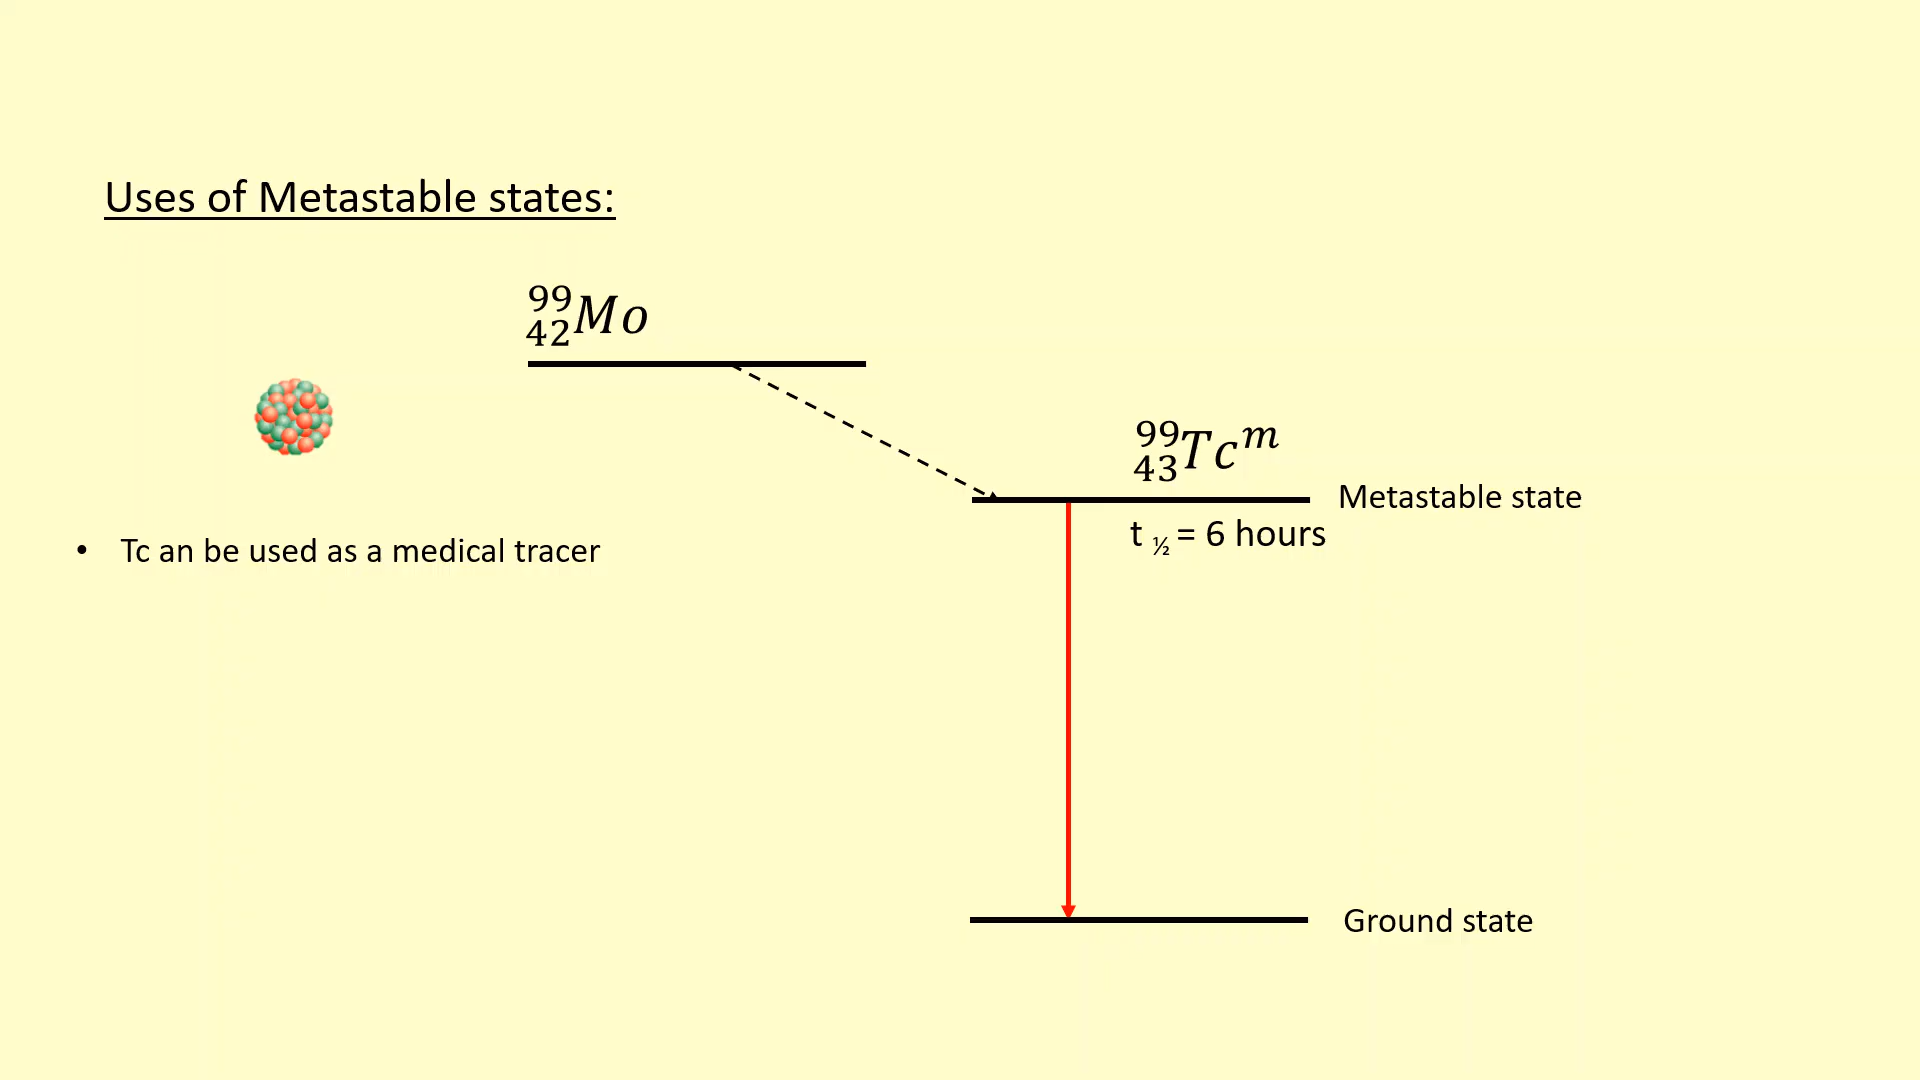 Uses of Metastable states:
⁹⁹₄₂Mo
⁹⁹₄₃Tcᵐ
Metastable state
t ½ = 6 hours
• Tc an be used as a medical tracer
Ground state